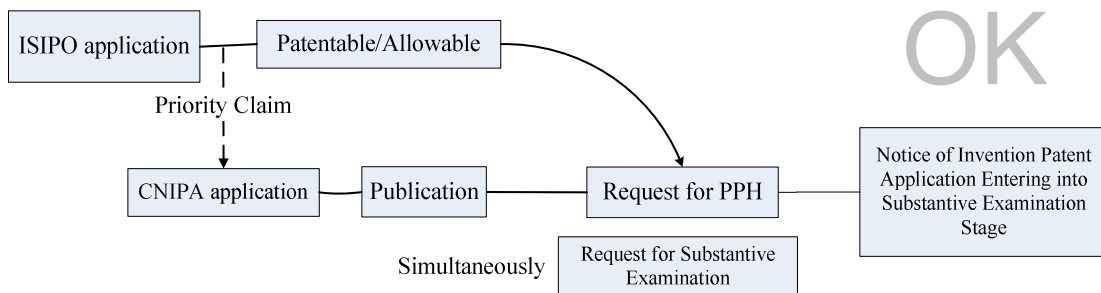 OK
ISIPO application
Patentable/Allowable
Priority Claim
CNIPA application
Publication
Request for PPH
Notice of Invention Patent
Application Entering into
Substantive Examination
Stage
Simultaneously
Request for Substantive
Examination